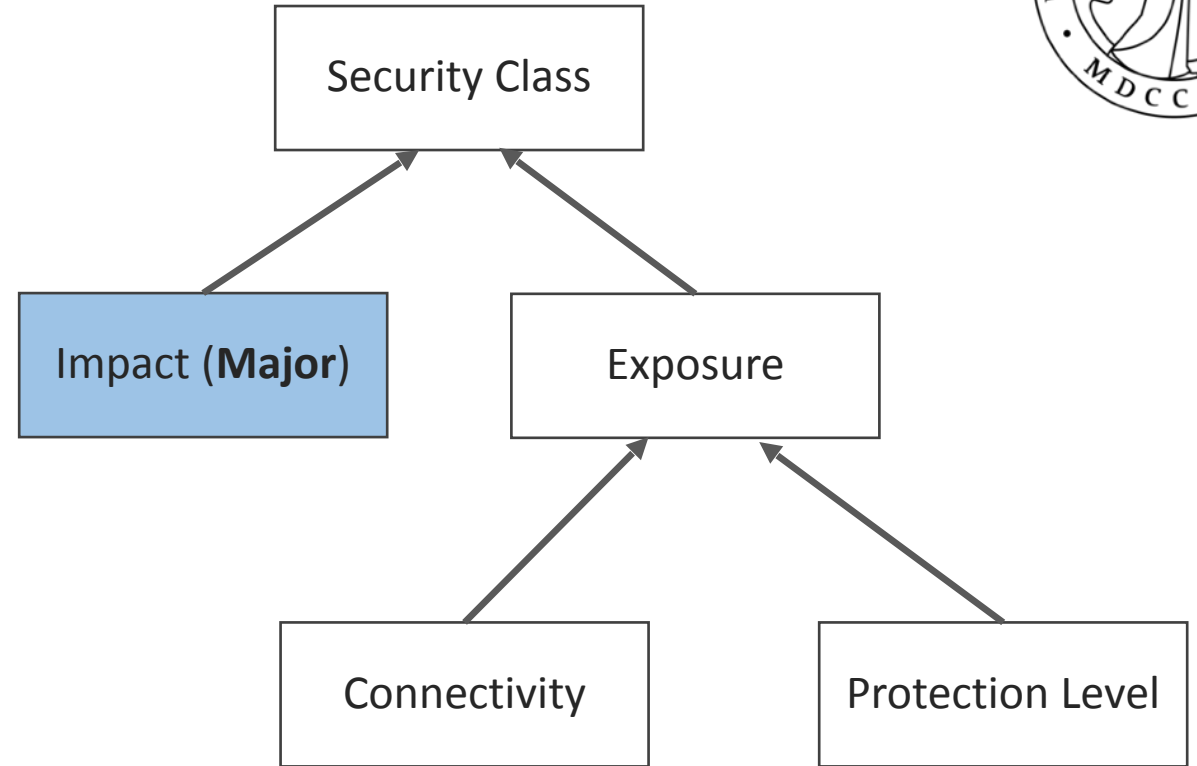 Security Class
MDCC
Impact (Major)
Exposure
Connectivity
Protection Level